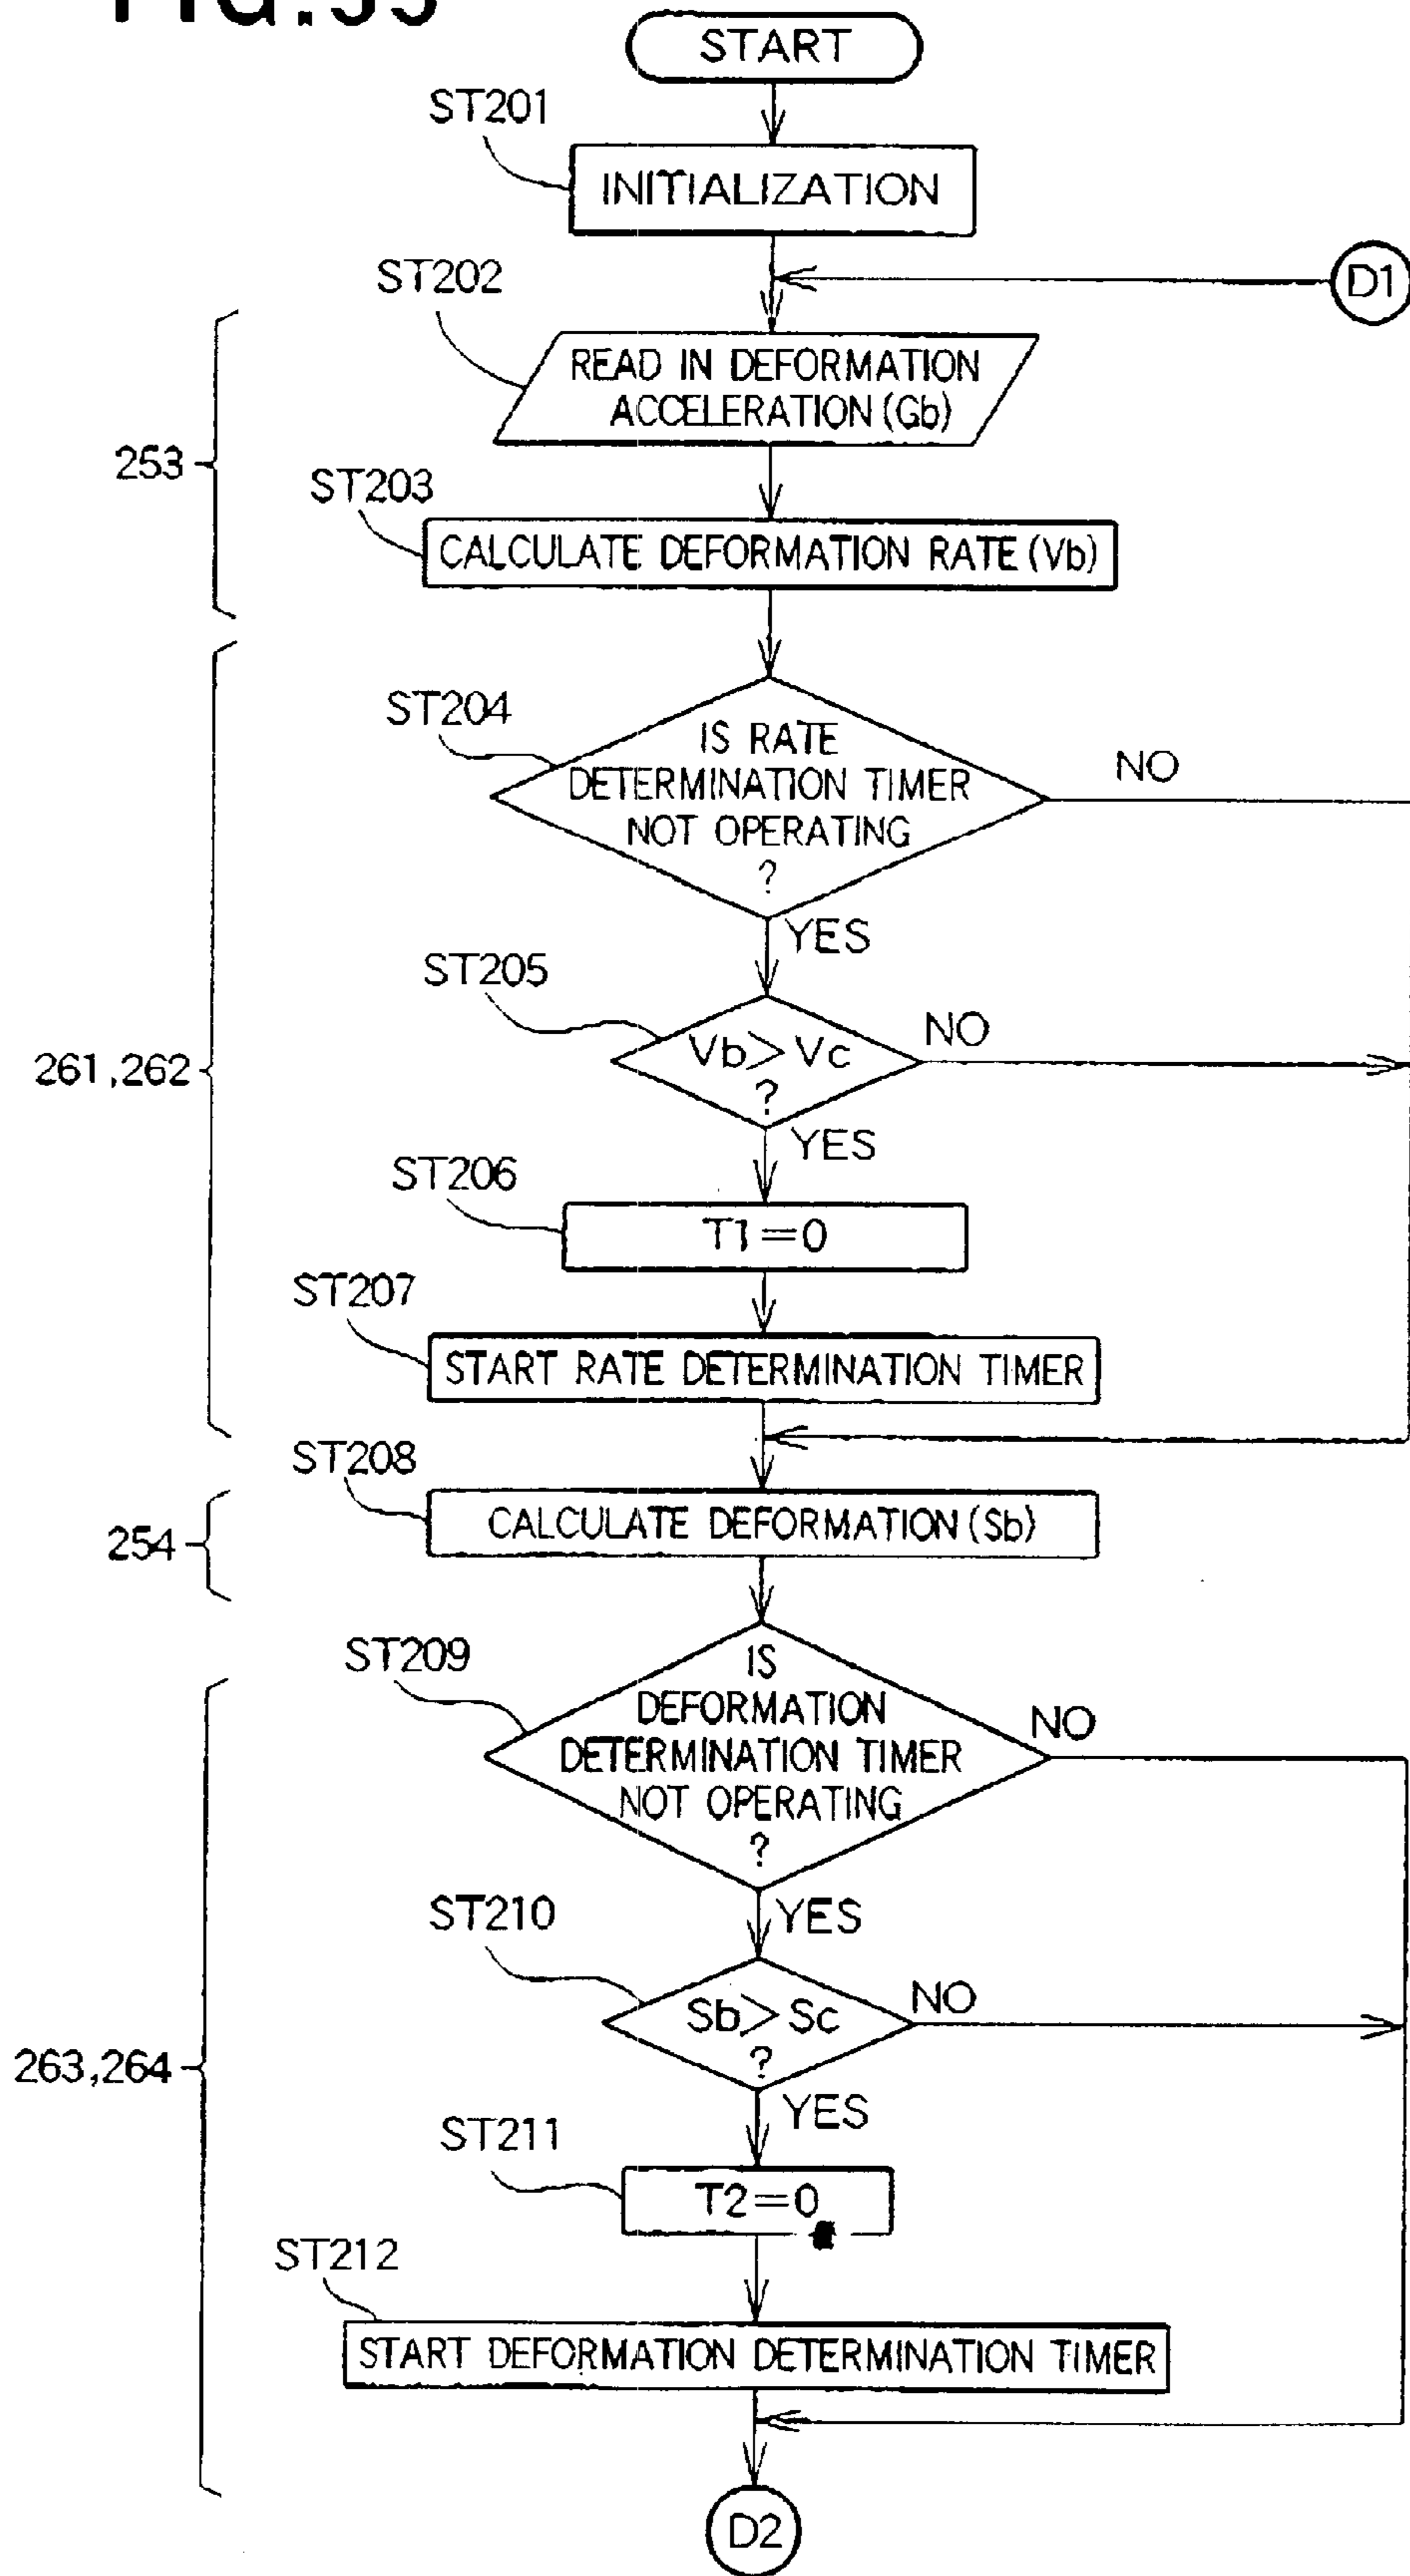 START
ST201
INITIALIZATION
D1
ST202
READ IN DEFORMATION
ACCELERATION (Gb)
253
ST203
CALCULATE DEFORMATION RATE (Vb)
ST204
IS RATE
DETERMINATION TIMER
NOT OPERATING
?
NO
YES
ST205
Vb > Vc
?
NO
YES
261,262
ST206
T1=0
ST207
START RATE DETERMINATION TIMER
ST208
CALCULATE DEFORMATION (Sb)
254
ST209
IS
DEFORMATION
DETERMINATION TIMER
NOT OPERATING
?
NO
YES
ST210
Sb > Sc
?
NO
YES
263,264
ST211
T2=0
ST212
START DEFORMATION DETERMINATION TIMER
D2